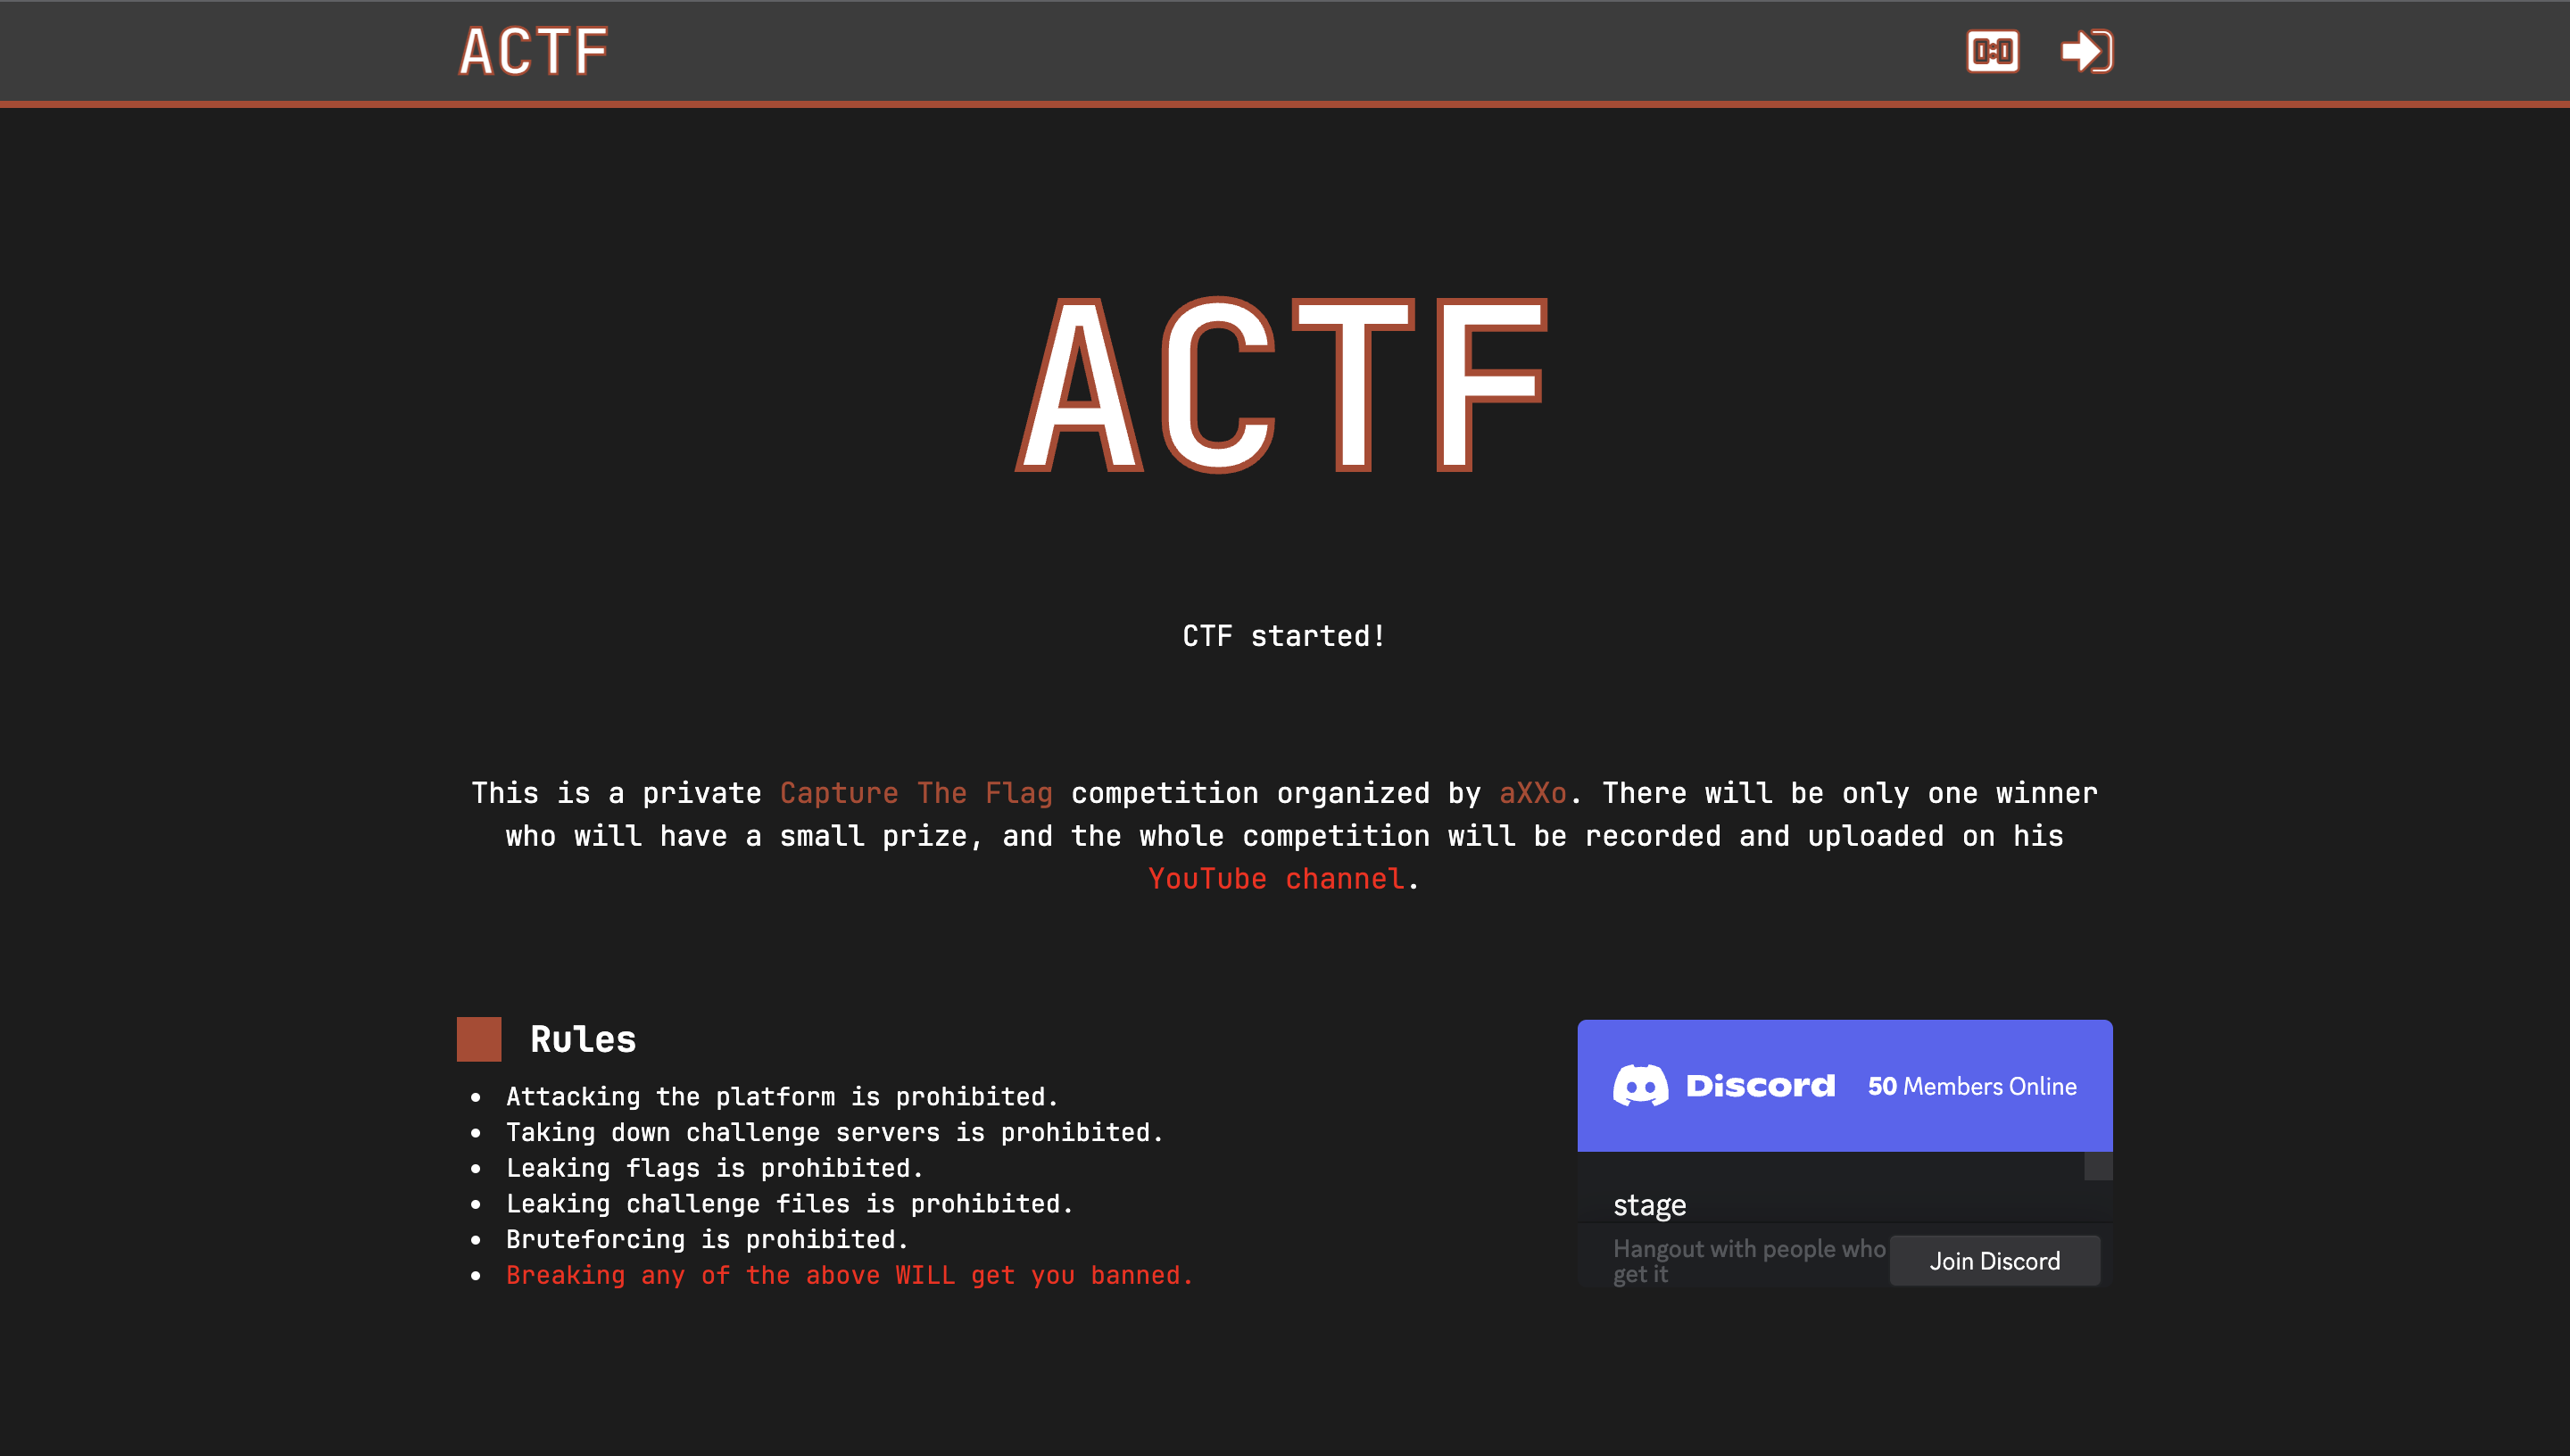 ACTF
0:0
ACTF
CTF started!
This is a private Capture The Flag competition organized by aXXo. There will be only one winner
who will have a small prize, and the whole competition will be recorded and uploaded on his
YouTube channel.
Rules
Attacking the platform is prohibited.
Taking down challenge servers is prohibited.
Leaking flags is prohibited.
Leaking challenge files is prohibited.
Bruteforcing is prohibited.
Breaking any of the above WILL get you banned.
Discord 50 Members Online
stage
Hangout with people who
get it
Join Discord